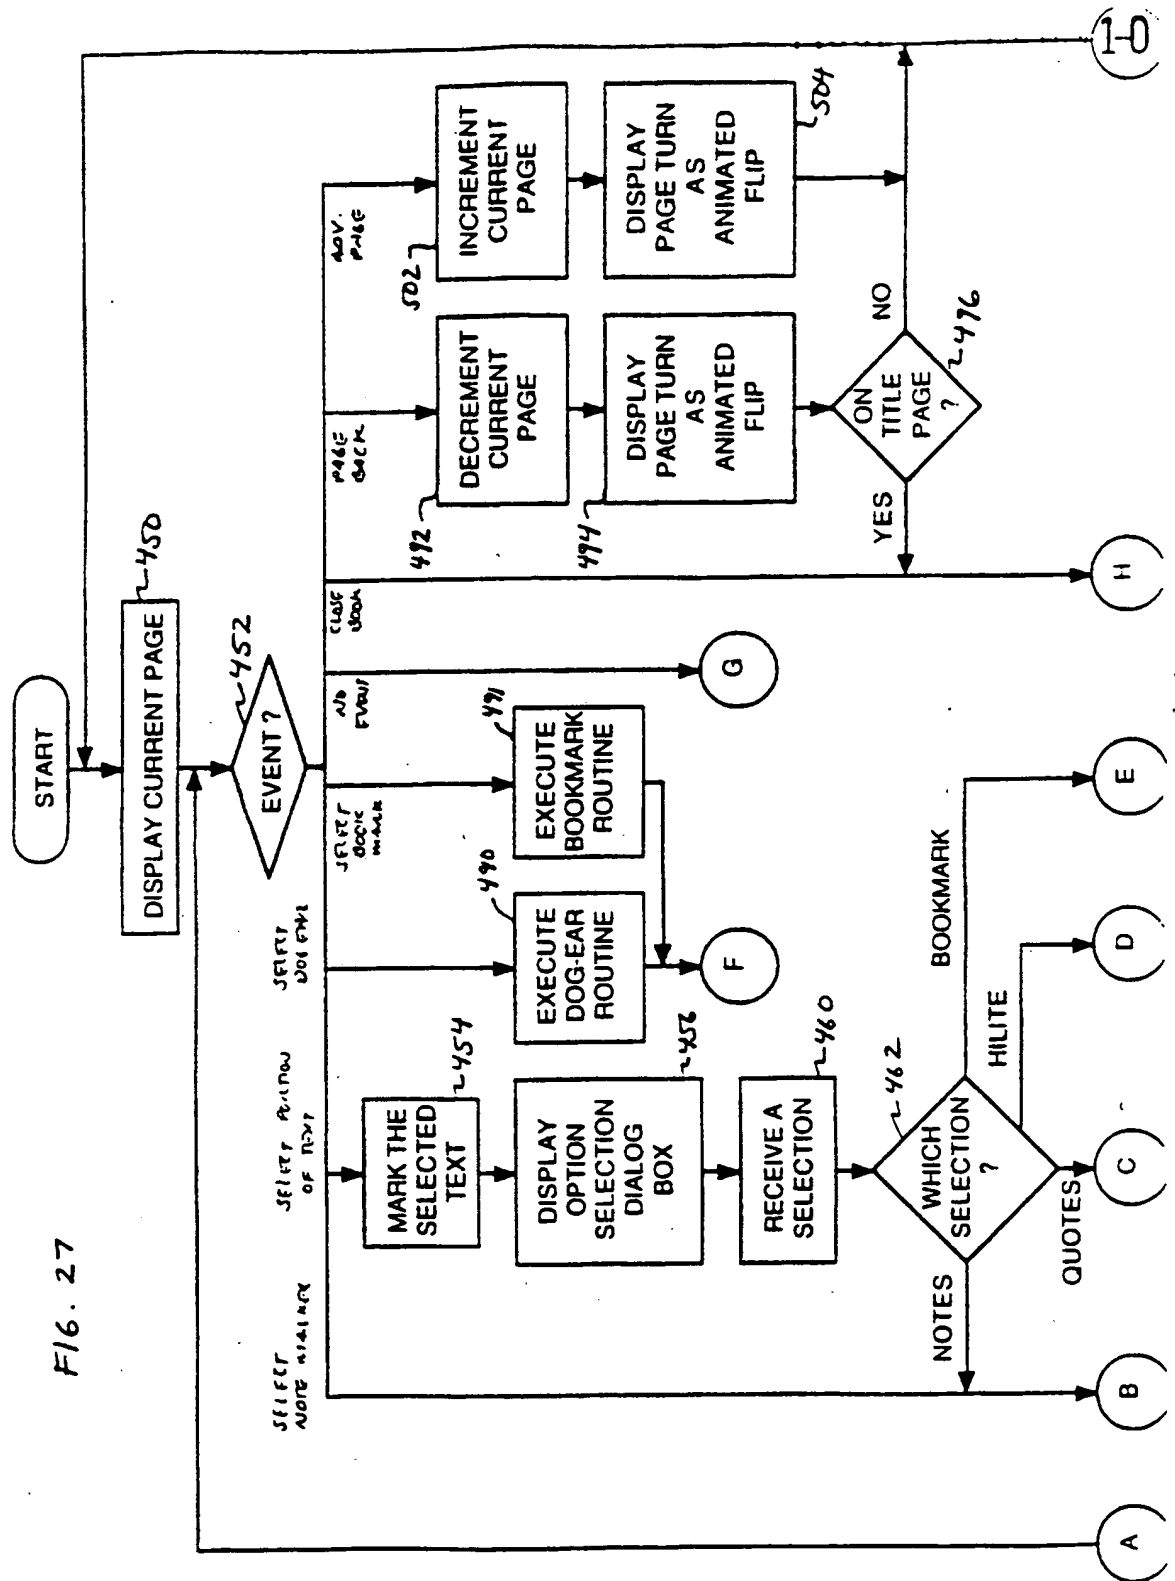 FIG. 27
START
DISPLAY CURRENT PAGE
450
EVENT ?
452
SELECT
NOTE MARKER
SELECT PORTION
OF TEXT
SELECT
DOG EAR
SELECT
BOOK
MARK
NO
EVENT
CLOSE
BOOK
PAGE
BACK
ADV.
PAGE
MARK THE
SELECTED
TEXT
454
DISPLAY
OPTION
SELECTION
DIALOG
BOX
456
RECEIVE A
SELECTION
460
WHICH
SELECTION
?
462
NOTES
QUOTES
HILITE
BOOKMARK
EXECUTE
DOG-EAR
ROUTINE
490
EXECUTE
BOOKMARK
ROUTINE
491
DECREMENT
CURRENT
PAGE
492
DISPLAY
PAGE TURN
AS
ANIMATED
FLIP
494
ON
TITLE
PAGE
?
496
YES
NO
INCREMENT
CURRENT
PAGE
502
DISPLAY
PAGE TURN
AS
ANIMATED
FLIP
504
A
B
C
D
E
F
G
H
1-0